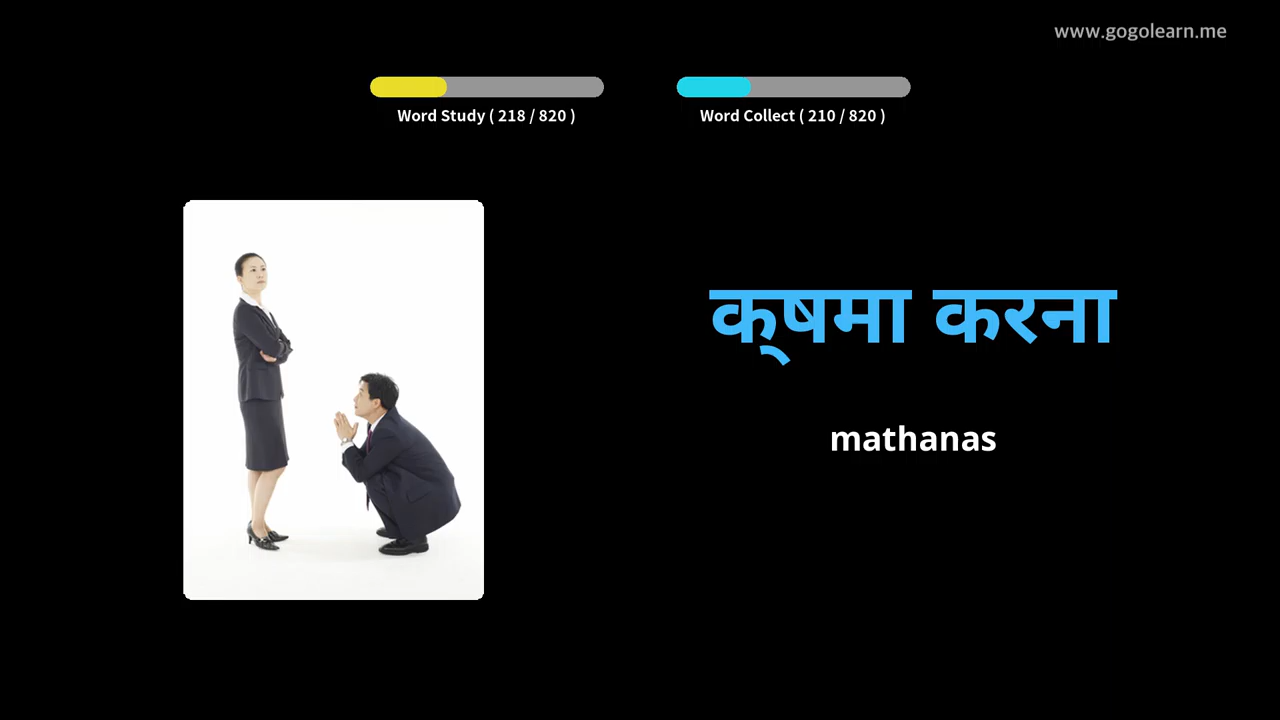 www.gogolearn.me
Word Study ( 218 / 820 )
Word Collect ( 210 / 820 )
क्षमा करना
mathanas